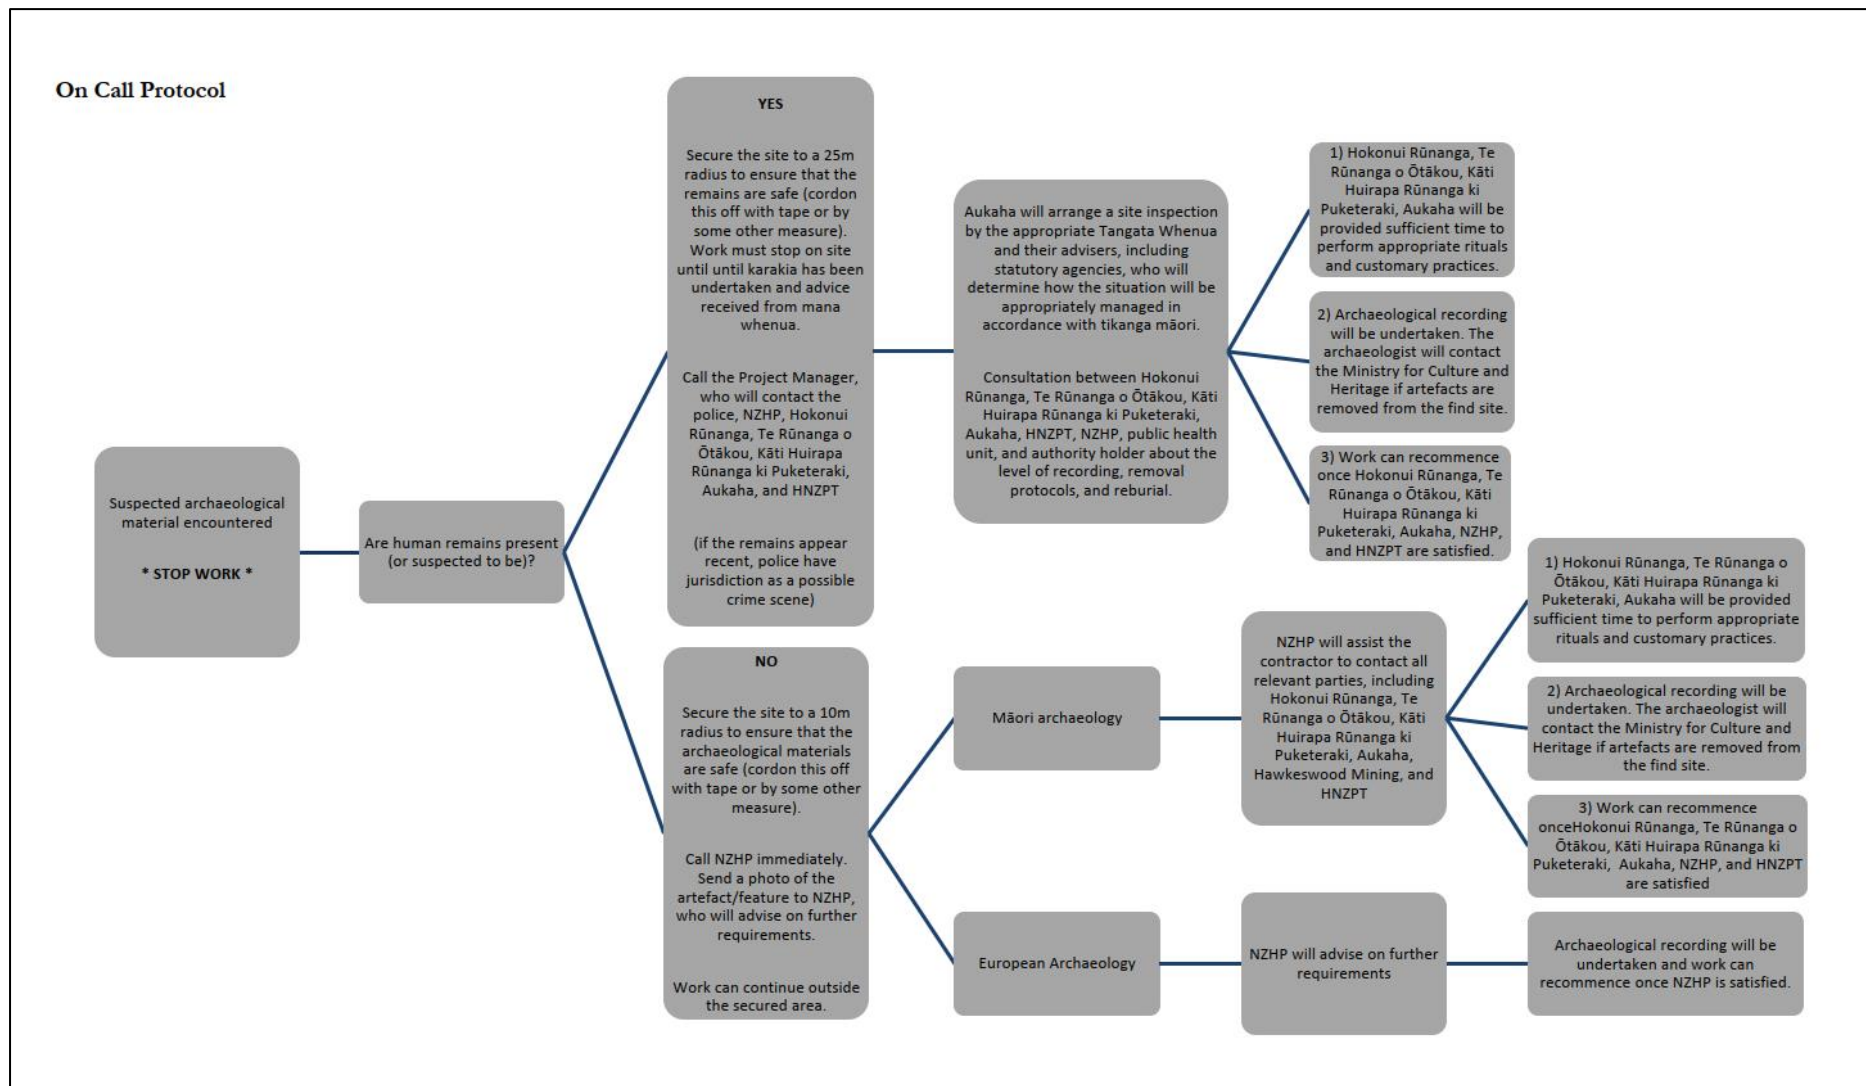 On Call Protocol
Suspected archaeological
material encountered
* STOP WORK *
Are human remains present
(or suspected to be)?
YES
Secure the site to a 25m
radius to ensure that the
remains are safe (cordon
this off with tape or by
some other measure).
Work must stop on site
until until karakia has been
undertaken and advice
received from mana
whenua.
Call the Project Manager,
who will contact the
police, NZHP, Hokonui
Rūnanga, Te Rūnanga o
Ōtākou, Kāti Huirapa
Rūnanga ki Puketeraki,
Aukaha, and HNZPT
(if the remains appear
recent, police have
jurisdiction as a possible
crime scene)
Aukaha will arrange a site inspection
by the appropriate Tangata Whenua
and their advisers, including
statutory agencies, who will
determine how the situation will be
appropriately managed in
accordance with tikanga māori.
Consultation between Hokonui
Rūnanga, Te Rūnanga o Ōtākou, Kāti
Huirapa Rūnanga ki Puketeraki,
Aukaha, HNZPT, NZHP, public health
unit, and authority holder about the
level of recording, removal
protocols, and reburial.
1) Hokonui Rūnanga, Te
Rūnanga o Ōtākou, Kāti
Huirapa Rūnanga ki
Puketeraki, Aukaha will be
provided sufficient time to
perform appropriate rituals
and customary practices.
2) Archaeological recording
will be undertaken. The
archaeologist will contact
the Ministry for Culture and
Heritage if artefacts are
removed from the find site.
3) Work can recommence
once Hokonui Rūnanga, Te
Rūnanga o Ōtākou, Kāti
Huirapa Rūnanga ki
Puketeraki, Aukaha, NZHP,
and HNZPT are satisfied.
NO
Secure the site to a 10m
radius to ensure that the
archaeological materials
are safe (cordon this off
with tape or by some other
measure).
Call NZHP immediately.
Send a photo of the
artefact/feature to NZHP,
who will advise on further
requirements.
Work can continue outside
the secured area.
Māori archaeology
NZHP will assist the
contractor to contact all
relevant parties, including
Hokonui Rūnanga, Te
Rūnanga o Ōtākou, Kāti
Huirapa Rūnanga ki
Puketeraki, Aukaha,
Hawkeswood Mining, and
HNZPT
1) Hokonui Rūnanga, Te Rūnanga o
Ōtākou, Kāti Huirapa Rūnanga ki
Puketeraki, Aukaha will be provided
sufficient time to perform appropriate
rituals and customary practices.
2) Archaeological recording will be
undertaken. The archaeologist will
contact the Ministry for Culture and
Heritage if artefacts are removed from
the find site.
3) Work can recommence
onceHokonui Rūnanga, Te Rūnanga o
Ōtākou, Kāti Huirapa Rūnanga ki
Puketeraki, Aukaha, NZHP, and HNZPT
are satisfied
European Archaeology
NZHP will advise on further
requirements
Archaeological recording will be
undertaken and work can
recommence once NZHP is satisfied.